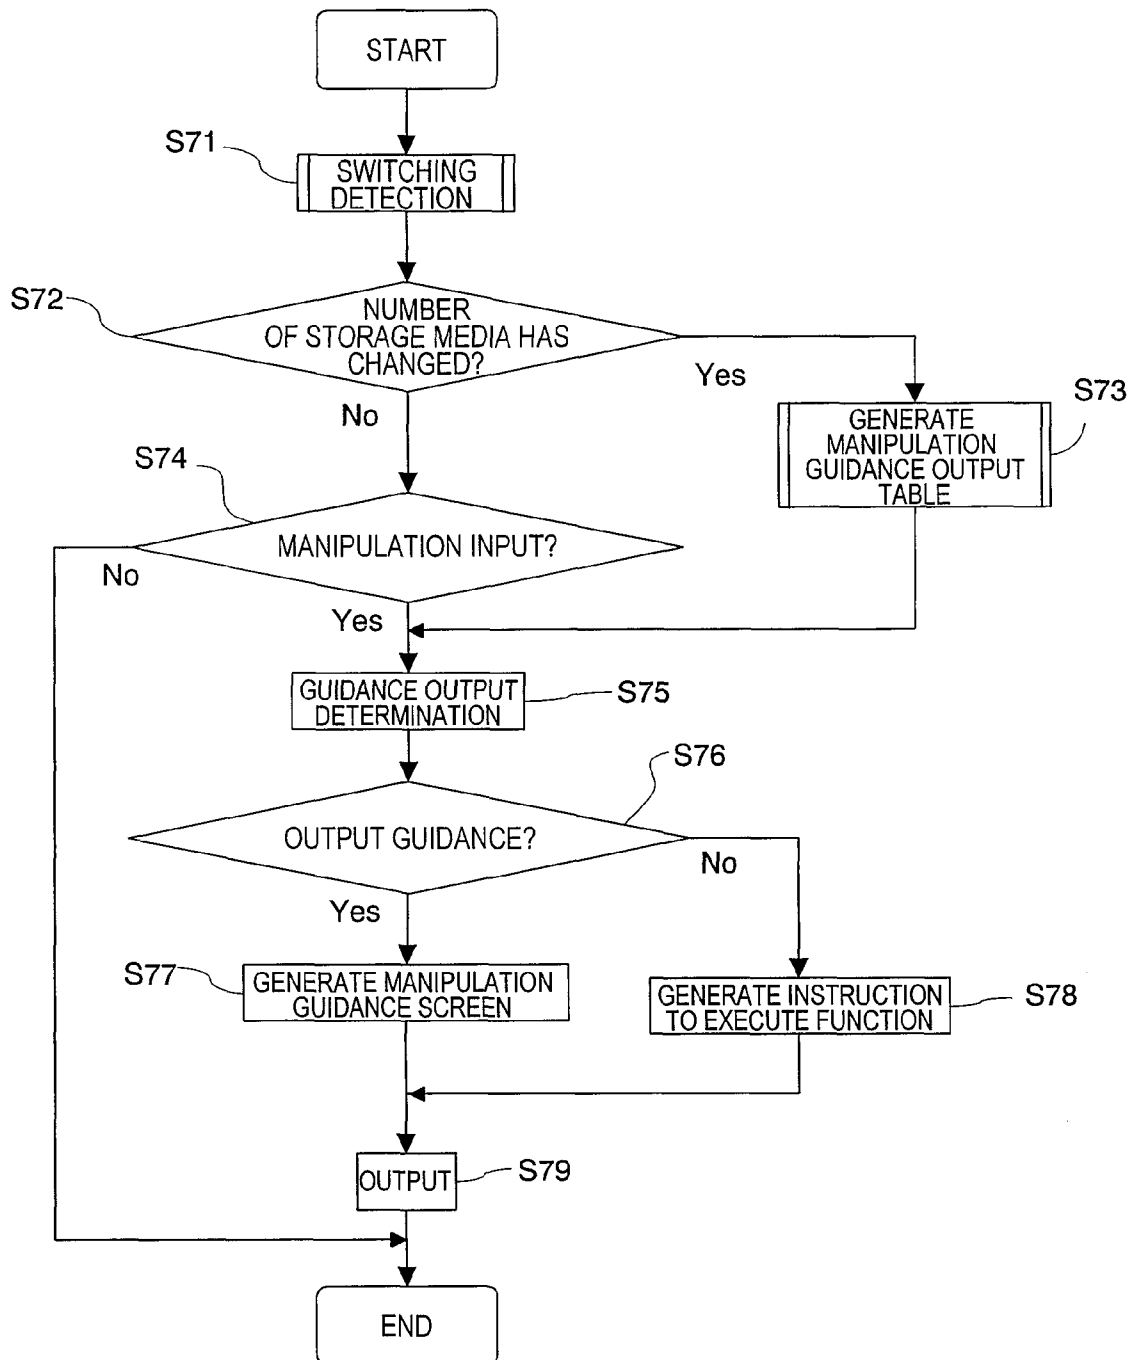 START
S71
SWITCHING
DETECTION
S72
NUMBER
OF STORAGE MEDIA HAS
CHANGED?
Yes
No
S73
GENERATE
MANIPULATION
GUIDANCE OUTPUT
TABLE
S74
MANIPULATION INPUT?
No
Yes
GUIDANCE OUTPUT
DETERMINATION
S75
S76
OUTPUT GUIDANCE?
No
Yes
S77
GENERATE MANIPULATION
GUIDANCE SCREEN
GENERATE INSTRUCTION
TO EXECUTE FUNCTION
S78
OUTPUT
S79
END